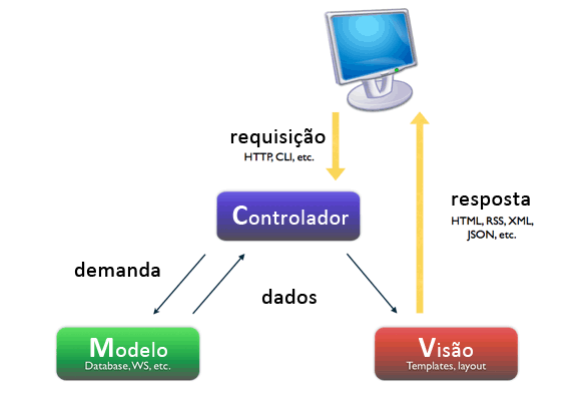 requisição
HTTP, CLI, etc.
Controlador
resposta
HTML, RSS, XML,
JSON, etc.
demanda
dados
Modelo
Database, WS, etc.
Visão
Templates, layout